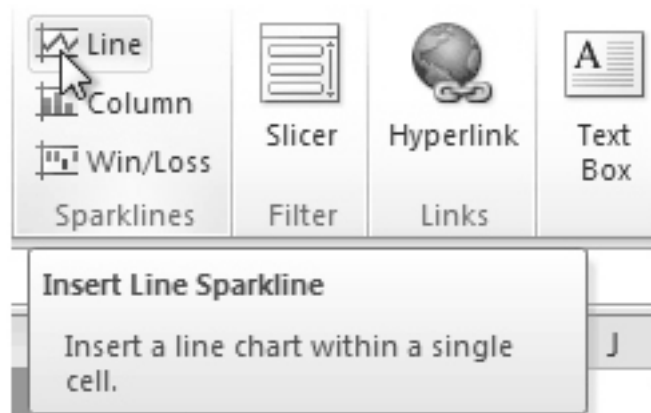 Line
Column
Win/Loss
Sparklines
Slicer
Filter
Hyperlink
Links
A
Text
Box
Insert Line Sparkline
Insert a line chart within a single
cell.
J